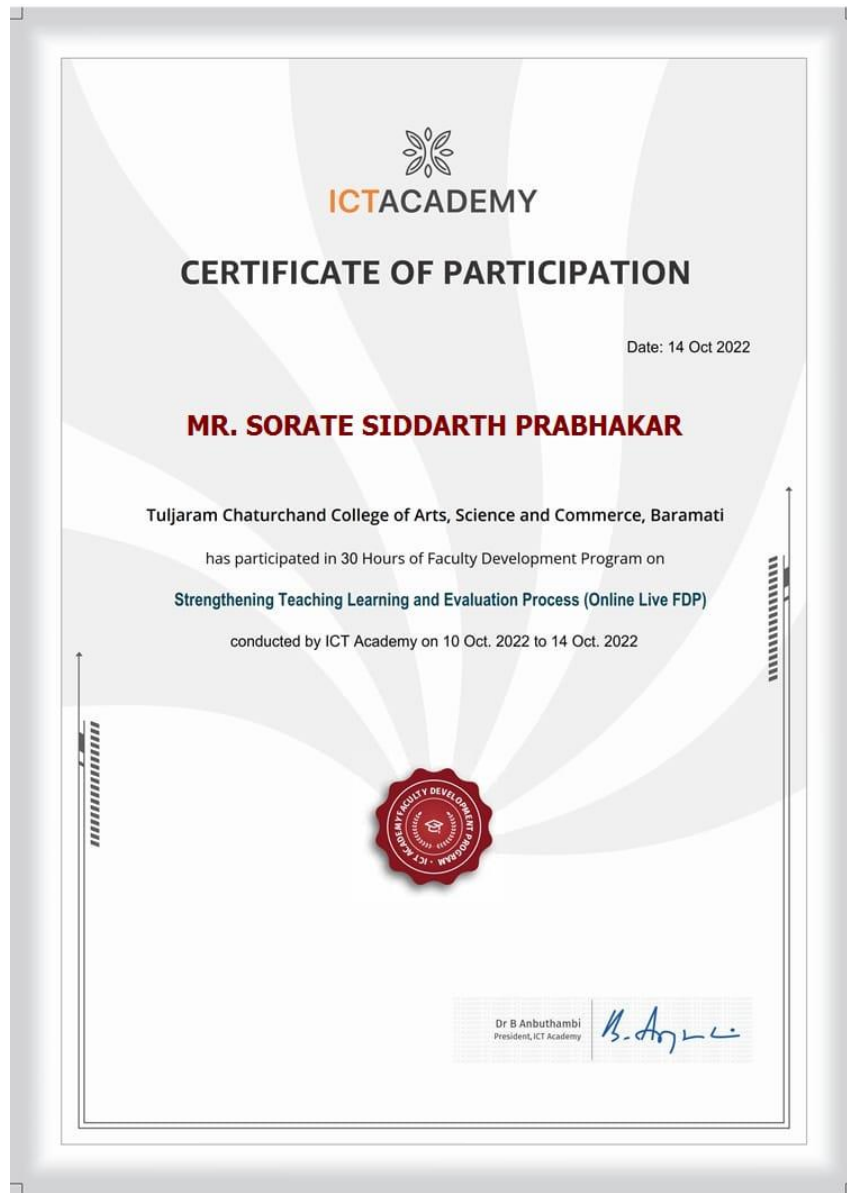 ICTACADEMY
CERTIFICATE OF PARTICIPATION
Date: 14 Oct 2022
MR. SORATE SIDDARTH PRABHAKAR
Tuljaram Chaturchand College of Arts, Science and Commerce, Baramati
has participated in 30 Hours of Faculty Development Program on
Strengthening Teaching Learning and Evaluation Process (Online Live FDP)
conducted by ICT Academy on 10 Oct. 2022 to 14 Oct. 2022
ICT ACADEMY FACULTY DEVELOPMENT PROGRAM
Dr B Anbuthambi
President, ICT Academy